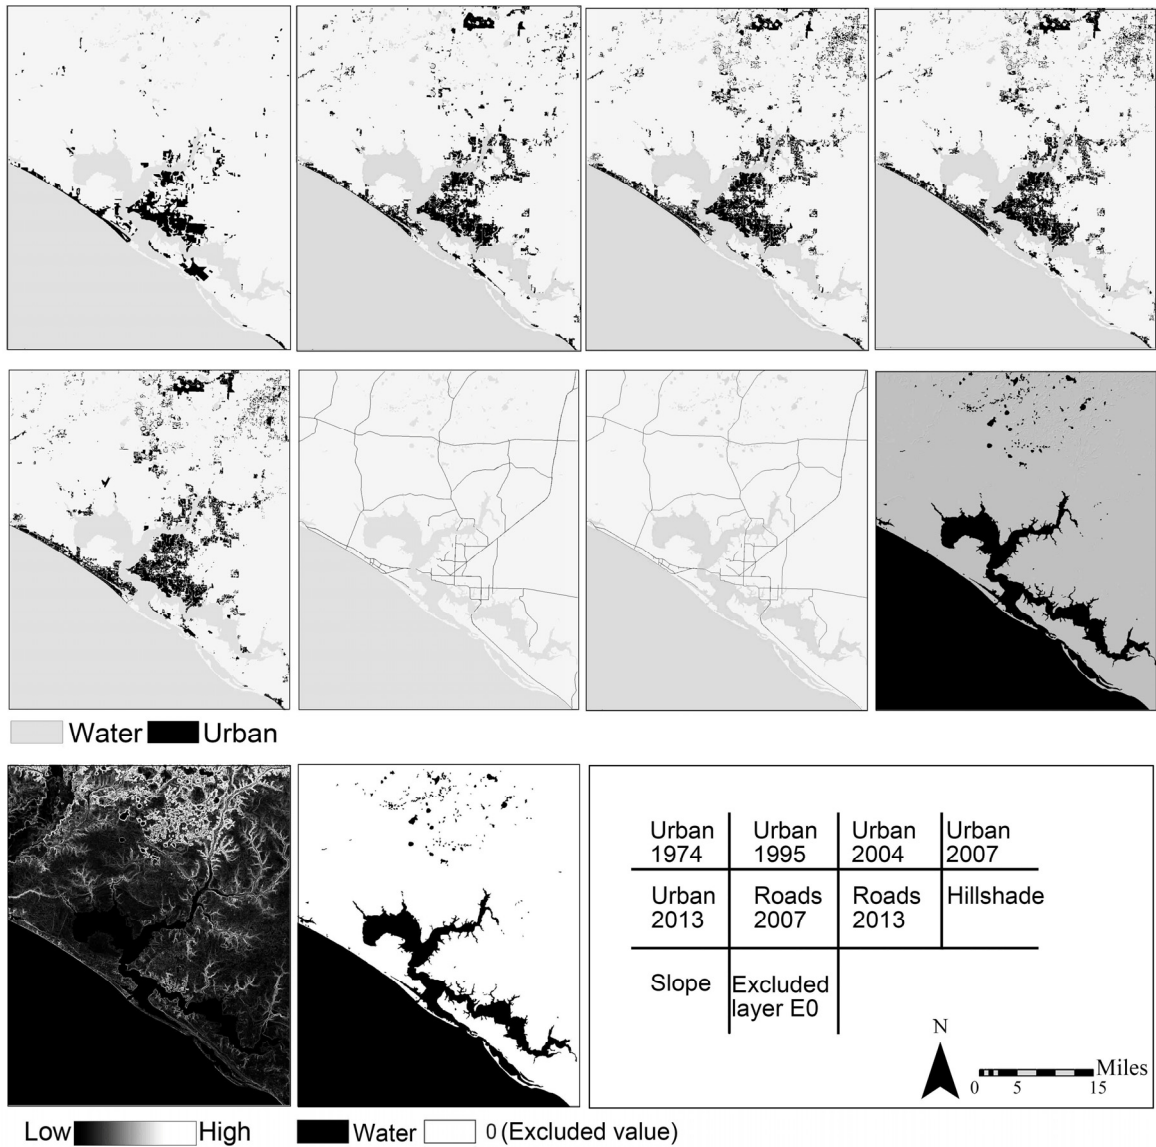 Water Urban
Urban
1974
Urban
1995
Urban
2004
Urban
2007
Urban
2013
Roads
2007
Roads
2013
Hillshade
Slope
Excluded
layer E0
N
Miles
0 5 15
Low High
Water 0 (Excluded value)